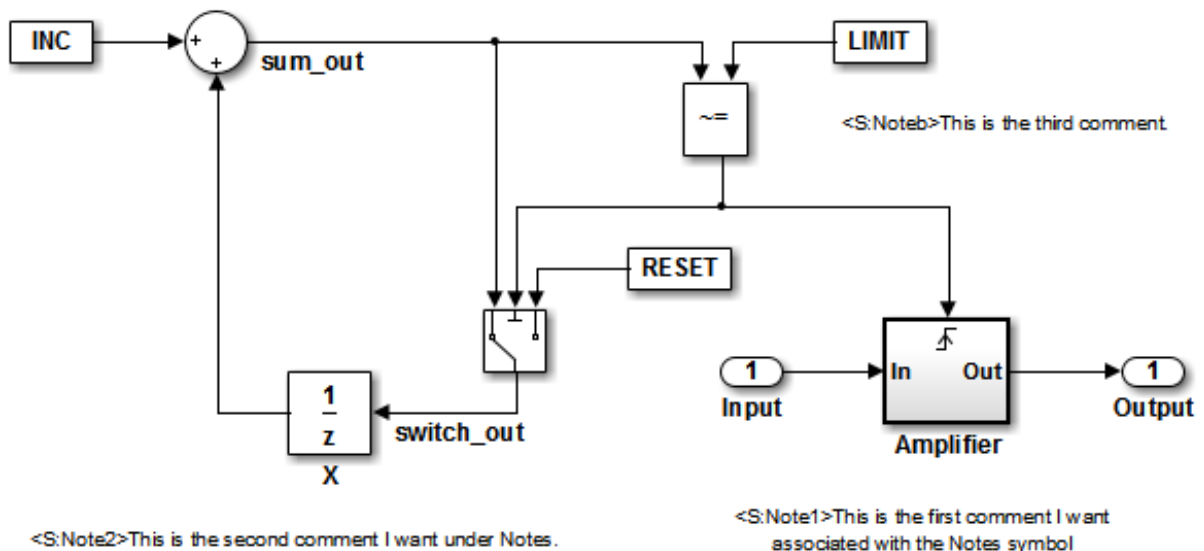 INC
+
+
sum_out
LIMIT
~=
<S:Noteb>This is the third comment.
RESET
1
z
X
switch_out
1
Input
In
Out
Amplifier
1
Output
<S:Note2>This is the second comment I want under Notes.
<S:Note1>This is the first comment I want
associated with the Notes symbol